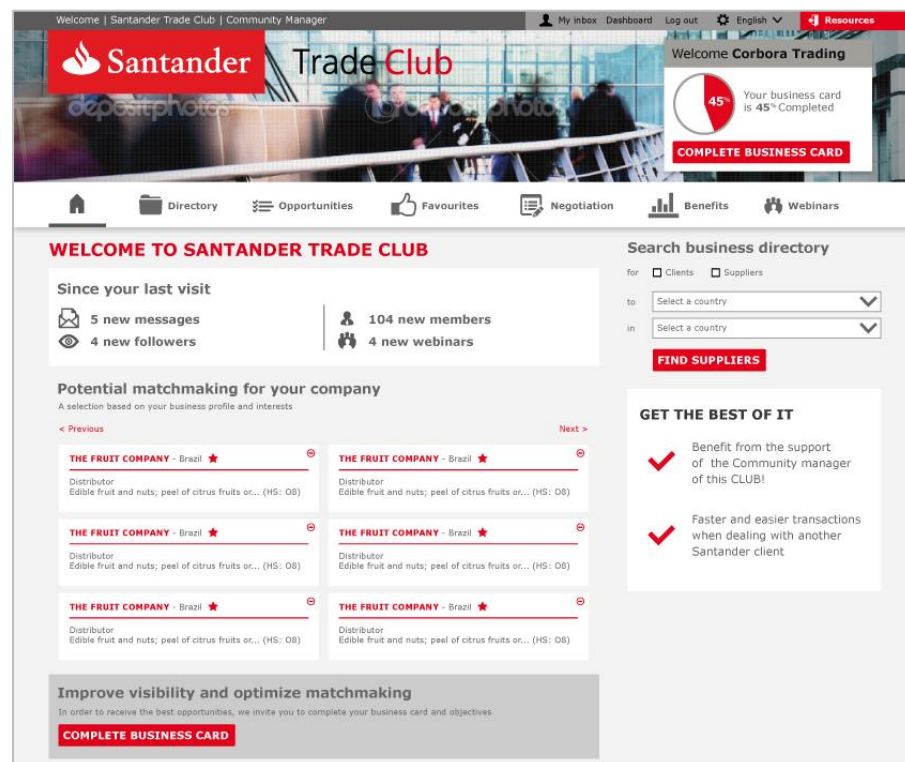 Welcome | Santander Trade Club | Community Manager
My inbox Dashboard Log out English Resources
Santander
Trade Club
depositphotos
depositphotos
Welcome Corbora Trading
45%
Your business card
is 45% Completed
COMPLETE BUSINESS CARD
Directory Opportunities Favourites Negotiation Benefits Webinars
WELCOME TO SANTANDER TRADE CLUB
Since your last visit
5 new messages
4 new followers
104 new members
4 new webinars
Potential matchmaking for your company
A selection based on your business profile and interests
< Previous Next >
THE FRUIT COMPANY - Brazil
Distributor
Edible fruit and nuts; peel of citrus fruits or... (HS: O8)
THE FRUIT COMPANY - Brazil
Distributor
Edible fruit and nuts; peel of citrus fruits or... (HS: O8)
THE FRUIT COMPANY - Brazil
Distributor
Edible fruit and nuts; peel of citrus fruits or... (HS: O8)
THE FRUIT COMPANY - Brazil
Distributor
Edible fruit and nuts; peel of citrus fruits or... (HS: O8)
THE FRUIT COMPANY - Brazil
Distributor
Edible fruit and nuts; peel of citrus fruits or... (HS: O8)
THE FRUIT COMPANY - Brazil
Distributor
Edible fruit and nuts; peel of citrus fruits or... (HS: O8)
Improve visibility and optimize matchmaking
In order to receive the best opportunities, we invite you to complete your business card and objectives
COMPLETE BUSINESS CARD
Search business directory
for Clients Suppliers
to Select a country
in Select a country
FIND SUPPLIERS
GET THE BEST OF IT
Benefit from the support
of the Community manager
of this CLUB!
Faster and easier transactions
when dealing with another
Santander client